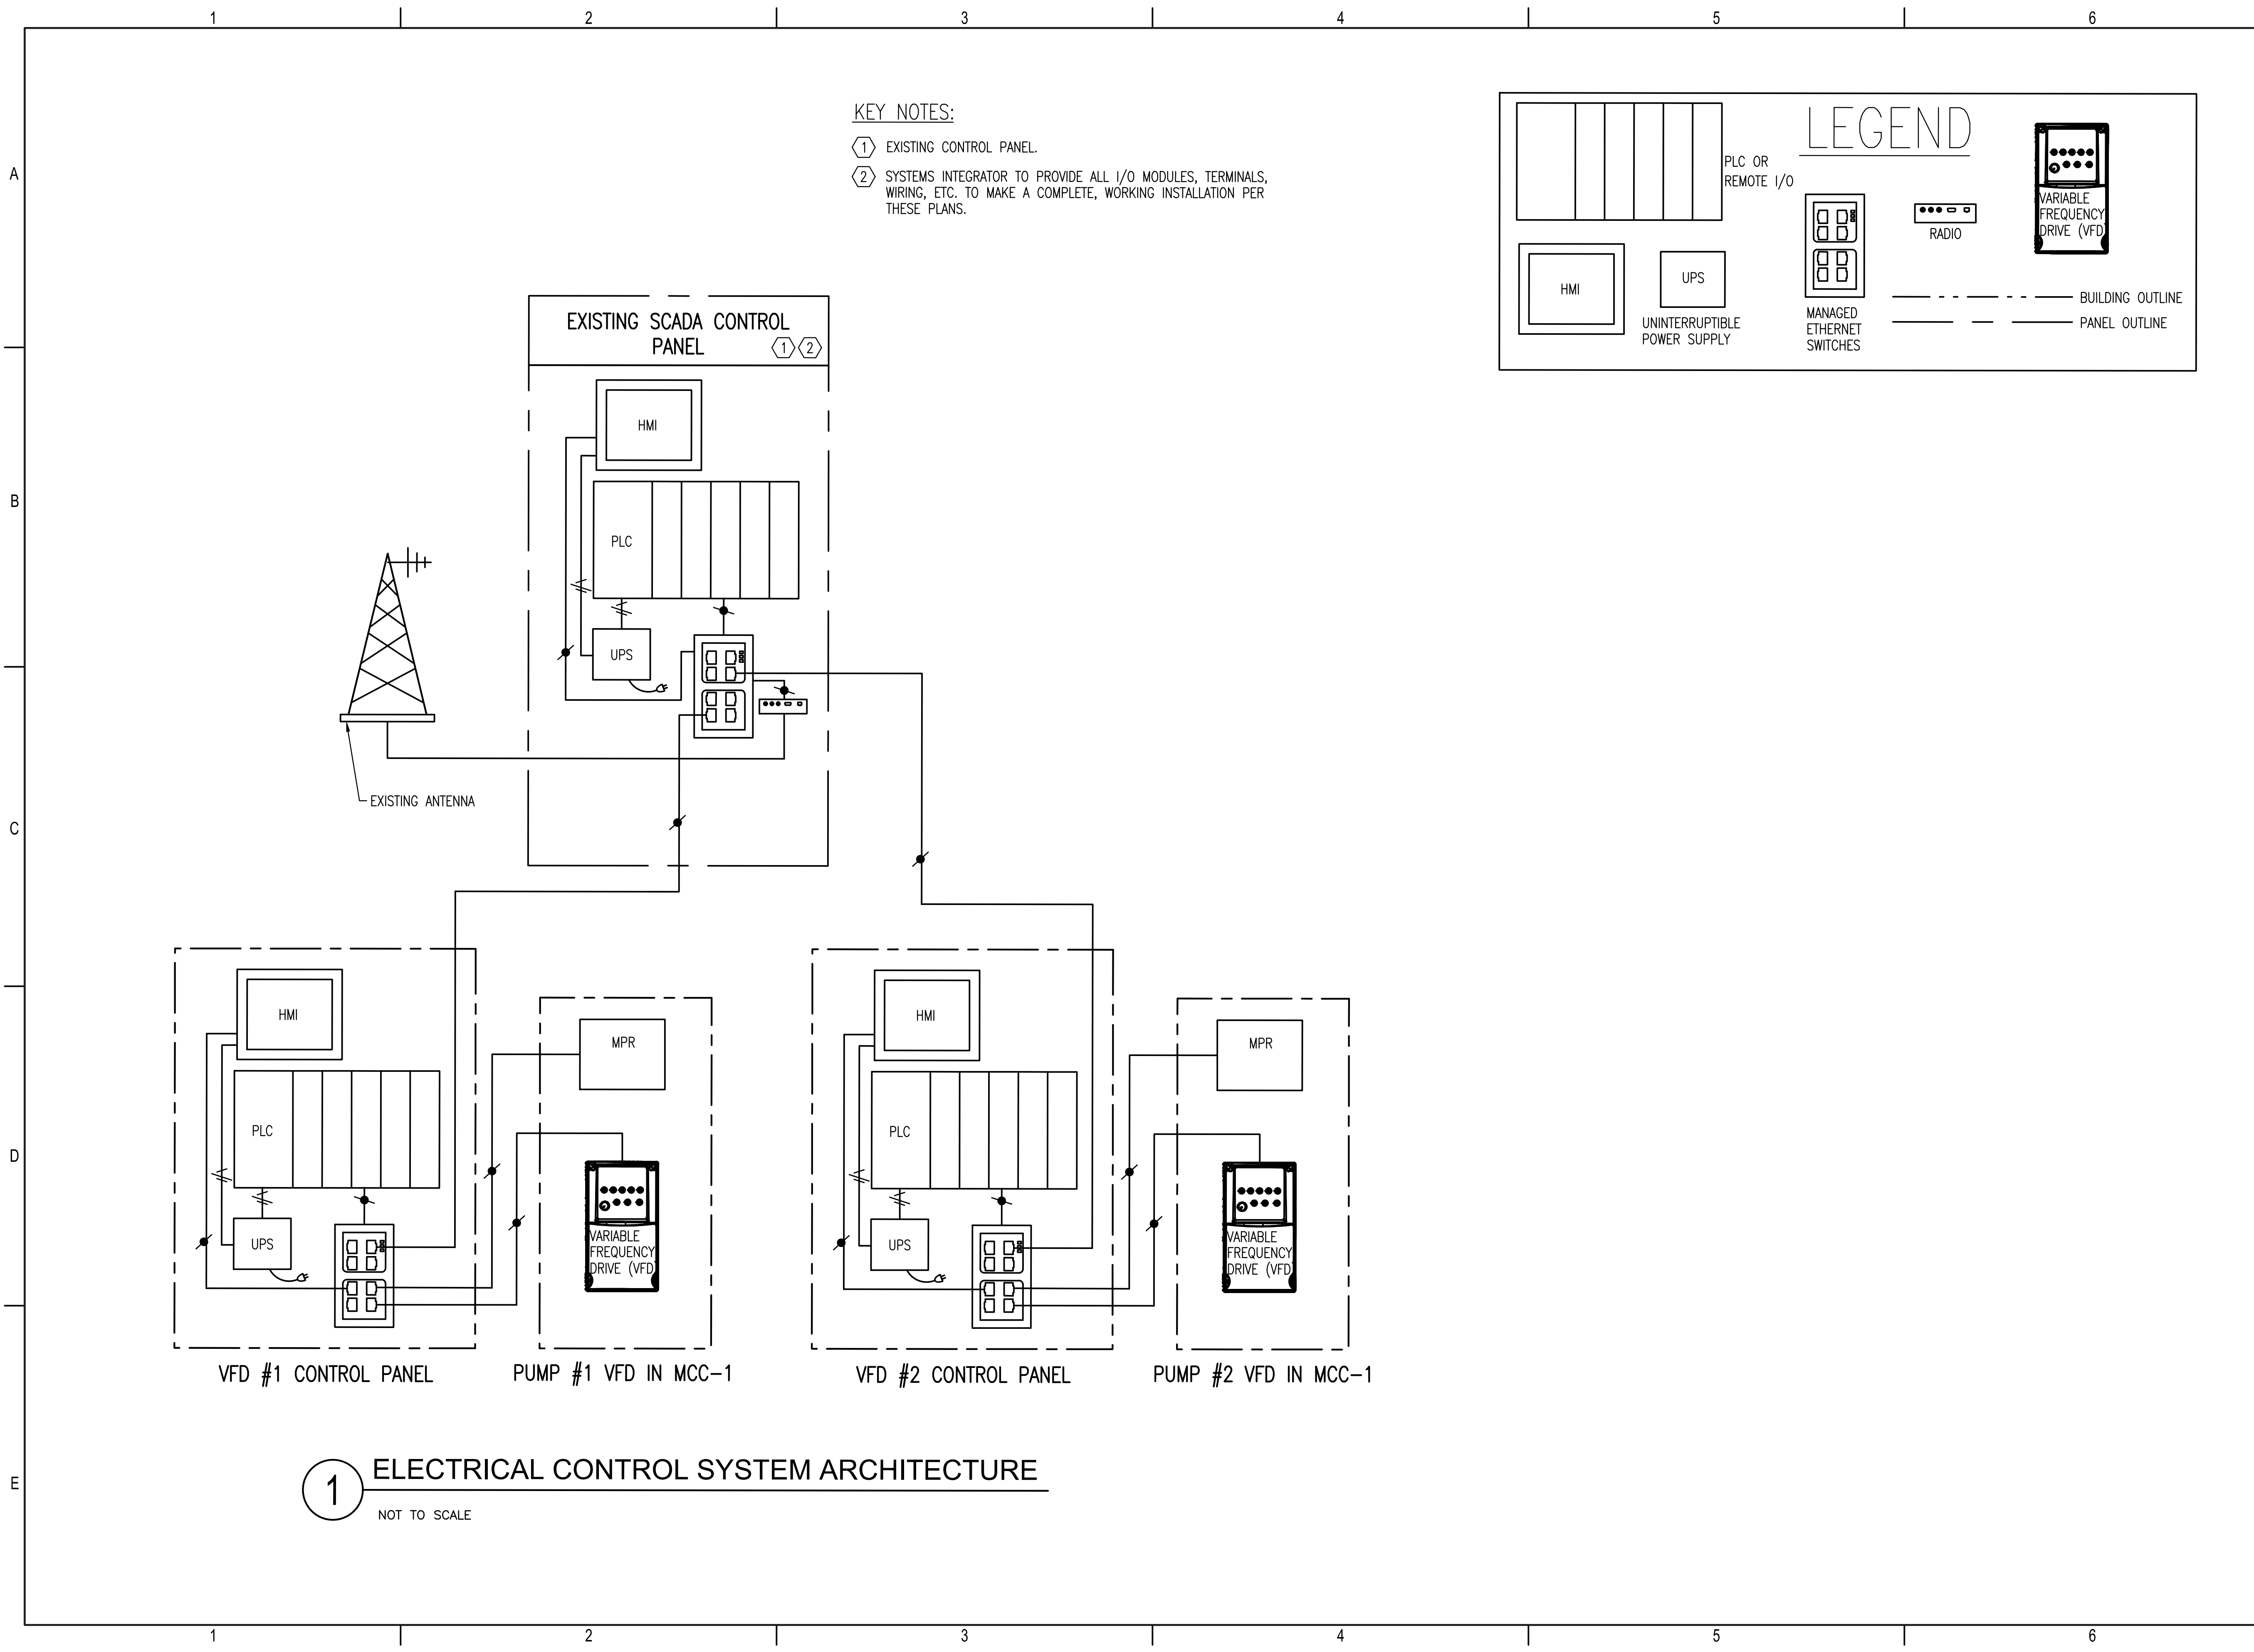 1 2 3 4 5 6
A
B
C
D
E
KEY NOTES:
1 EXISTING CONTROL PANEL.
2 SYSTEMS INTEGRATOR TO PROVIDE ALL I/O MODULES, TERMINALS,
WIRING, ETC. TO MAKE A COMPLETE, WORKING INSTALLATION PER
THESE PLANS.
LEGEND
PLC OR
REMOTE I/O
HMI
UPS
UNINTERRUPTIBLE
POWER SUPPLY
MANAGED
ETHERNET
SWITCHES
RADIO
VARIABLE
FREQUENCY
DRIVE (VFD)
BUILDING OUTLINE
PANEL OUTLINE
EXISTING SCADA CONTROL
PANEL 1 2
HMI
PLC
UPS
EXISTING ANTENNA
HMI
PLC
UPS
VFD #1 CONTROL PANEL
MPR
VARIABLE
FREQUENCY
DRIVE (VFD)
PUMP #1 VFD IN MCC-1
HMI
PLC
UPS
VFD #2 CONTROL PANEL
MPR
VARIABLE
FREQUENCY
DRIVE (VFD)
PUMP #2 VFD IN MCC-1
1 ELECTRICAL CONTROL SYSTEM ARCHITECTURE
NOT TO SCALE
1 2 3 4 5 6